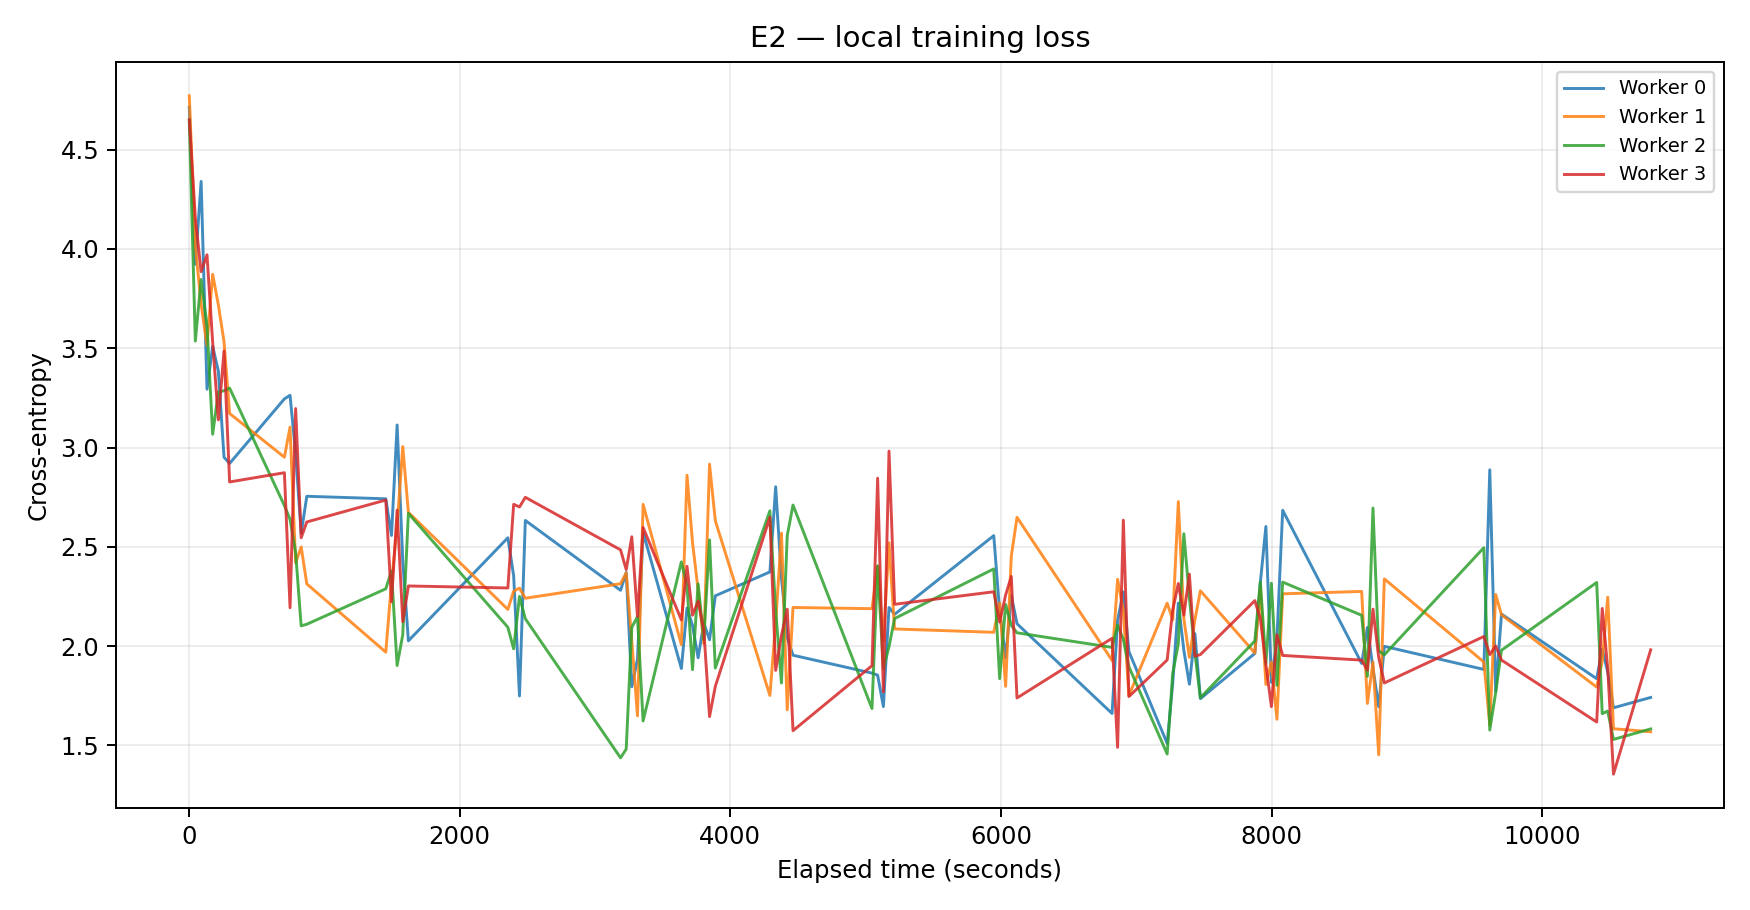 E2 — local training loss
Worker 0
Worker 1
Worker 2
Worker 3
Cross-entropy
4.5
4.0
3.5
3.0
2.5
2.0
1.5
0 2000 4000 6000 8000 10000
Elapsed time (seconds)